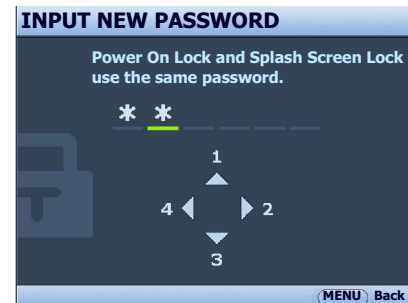 INPUT NEW PASSWORD
Power On Lock and Splash Screen Lock
use the same password.
* *
1
4 2
3
MENU Back